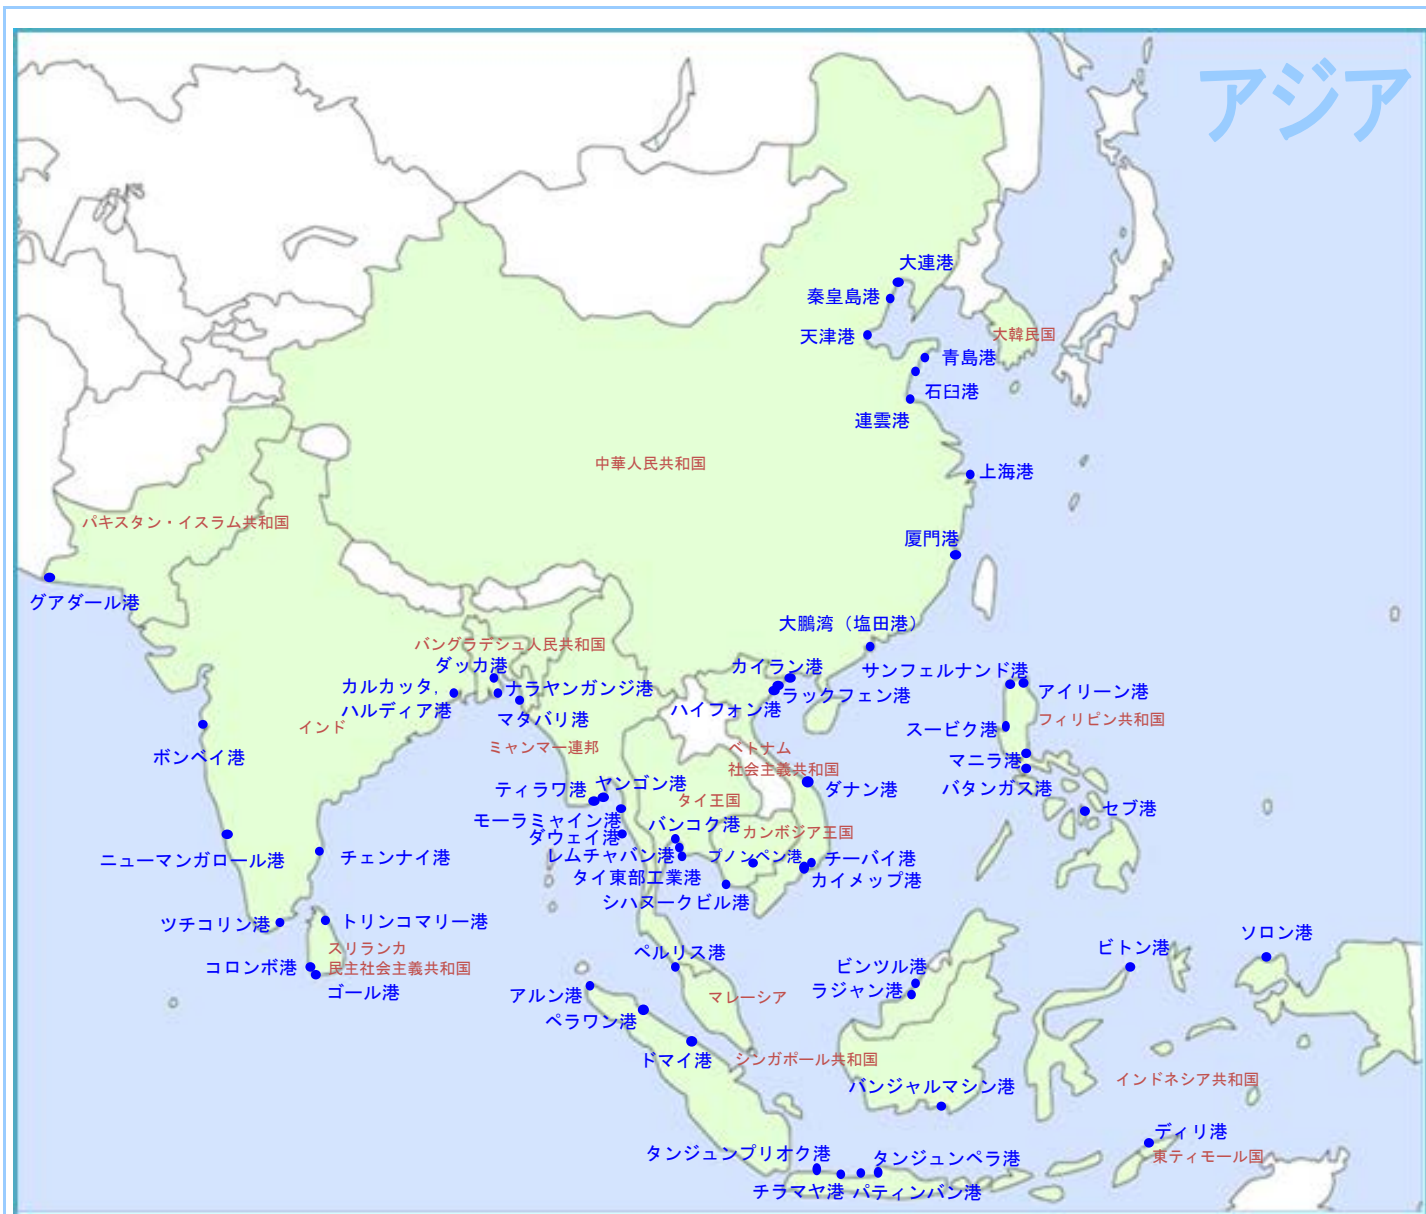 アジア
大連港
秦皇島港
天津港
大韓民国
青島港
石臼港
連雲港
中華人民共和国
上海港
パキスタン・イスラム共和国
厦門港
グアダール港
大鵬湾（塩田港）
バングラデシュ人民共和国
ダッカ港
カイラン港
サンフェルナンド港
カルカッタ,
ハルディア港
ナラヤンガンジ港
ラックフェン港
アイリーン港
ハイフォン港
マタバリ港
フィリピン共和国
インド
スービク港
ミャンマー連邦
ベトナム
社会主義共和国
ボンベイ港
マニラ港
ヤンゴン港
ティラワ港
ダナン港
バタンガス港
タイ王国
セブ港
モーラミャイン港
バンコク港
カンボジア王国
ダウェイ港
レムチャバン港
プノンペン港
チーバイ港
ニューマンガロール港
チェンナイ港
タイ東部工業港
カイメップ港
シハヌークビル港
ツチコリン港
トリンコマリー港
ソロン港
スリランカ
民主社会主義共和国
ペルリス港
ビトン港
コロンボ港
ビンツル港
ゴール港
アルン港
マレーシア
ラジャン港
ペラワン港
ドマイ港
シンガポール共和国
インドネシア共和国
バンジャルマシン港
ディリ港
東ティモール国
タンジュンプリオク港
タンジュンペラ港
チラマヤ港
パティンバン港